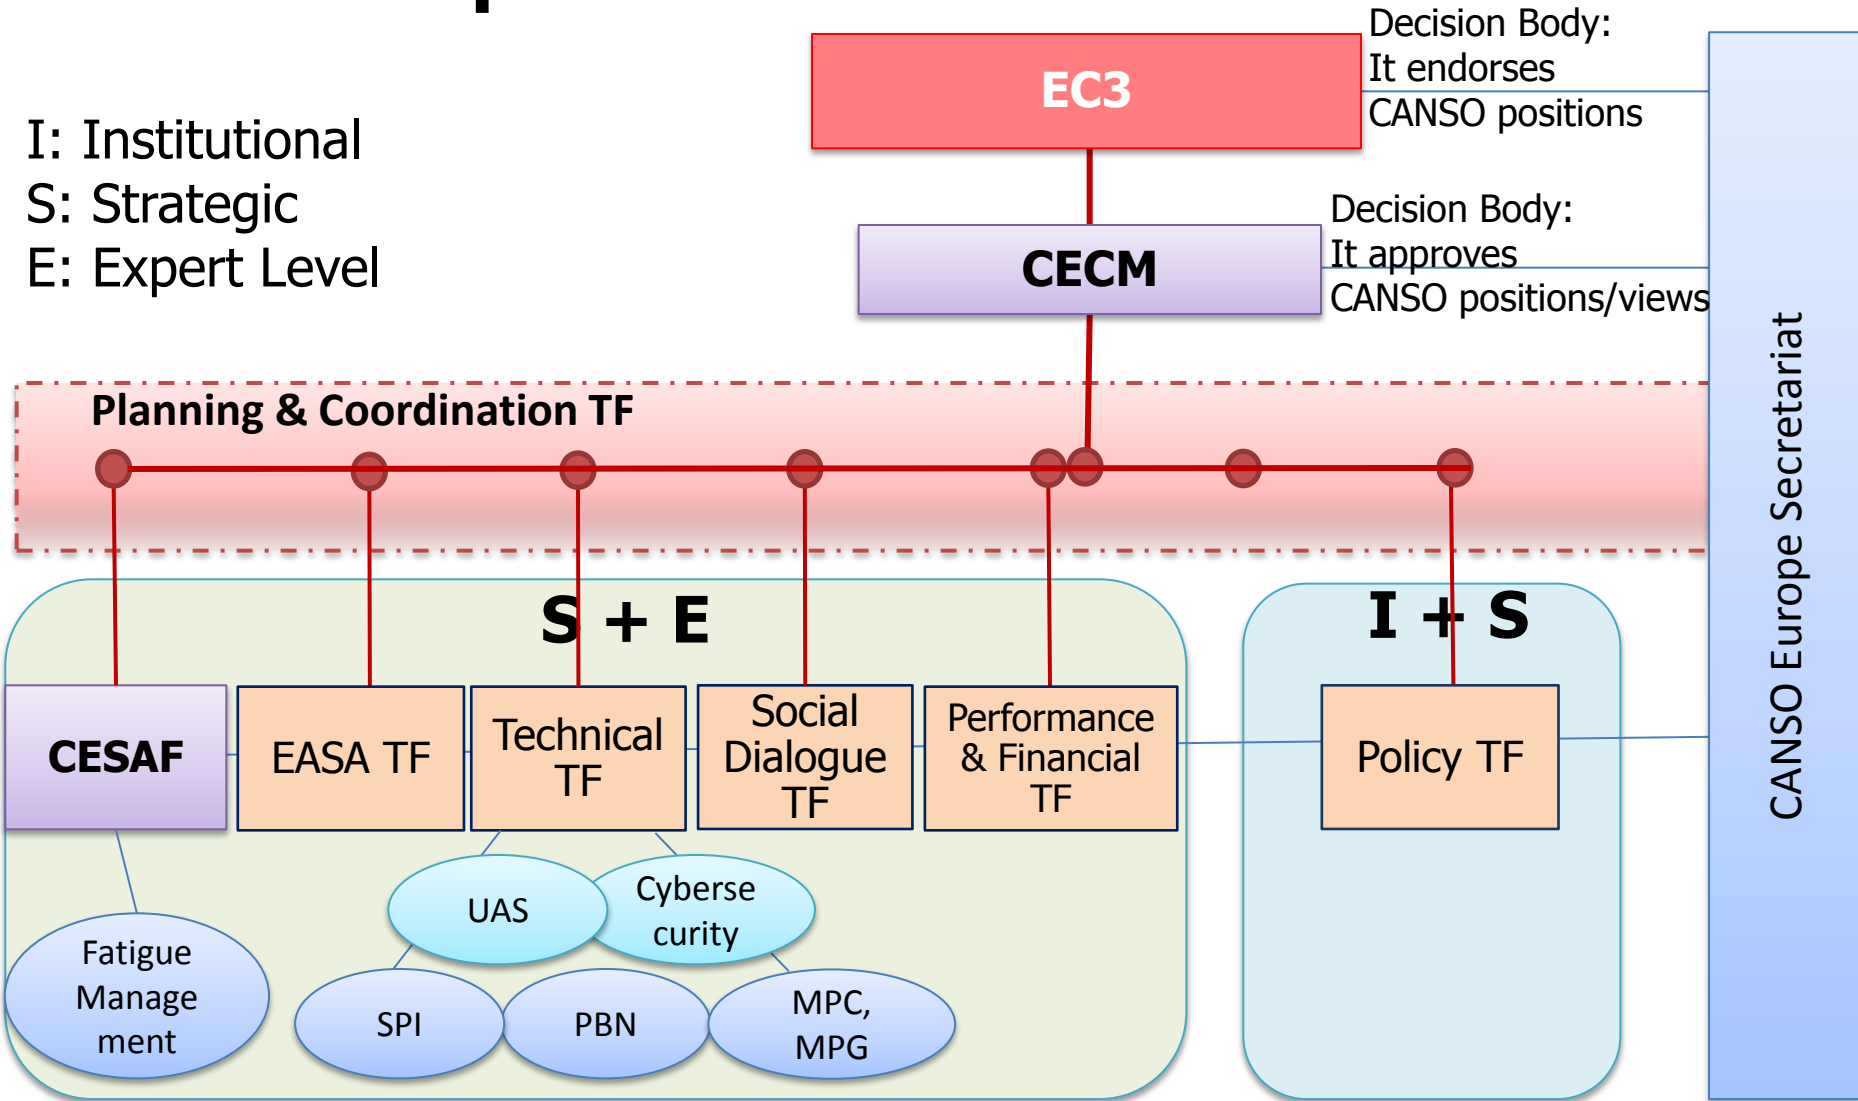 EC3
Decision Body:
It endorses
CANSO positions
I: Institutional
S: Strategic
E: Expert Level
CECM
Decision Body:
It approves
CANSO positions/views
CANSO Europe Secretariat
Planning & Coordination TF
S + E
I + S
CESAF
EASA TF
Technical
TF
Social
Dialogue
TF
Performance
& Financial
TF
Policy TF
UAS
Cyberse
curity
Fatigue
Manage
ment
SPI
PBN
MPC,
MPG